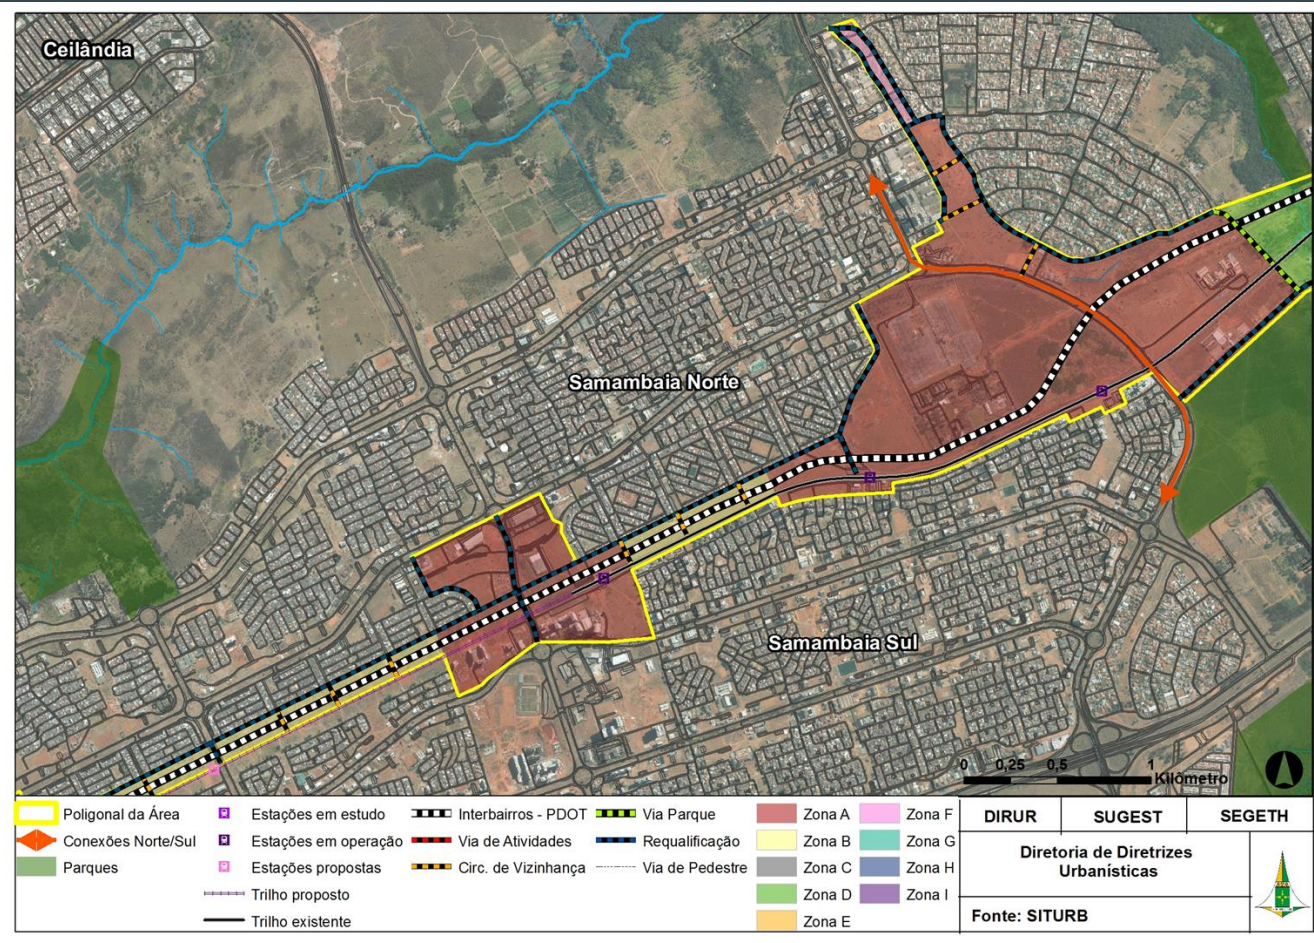 Ceilândia
Samambaia Norte
Samambaia Sul
0 0,25 0,5 1
Kilômetro
Poligonal da Área
Conexões Norte/Sul
Parques
Estações em estudo
Estações em operação
Estações propostas
Trilho proposto
Trilho existente
Interbairros - PDOT
Via de Atividades
Circ. de Vizinhança
Via Parque
Requalificação
Via de Pedestre
Zona A
Zona B
Zona C
Zona D
Zona E
Zona F
Zona G
Zona H
Zona I
DIRUR SUGEST SEGETH
Diretoria de Diretrizes
Urbanísticas
Fonte: SITURB